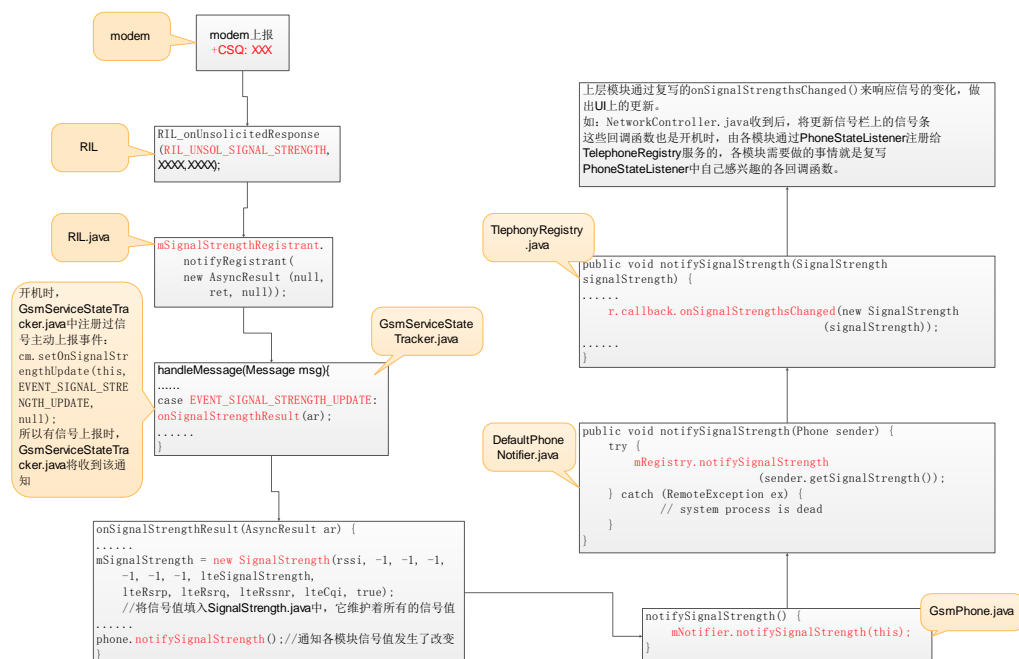 modem
modem上报
+CSQ: XXX
RIL
RIL_onUnsolicitedResponse
(RIL_UNSOL_SIGNAL_STRENGTH,
XXXX,XXXX);
RIL.java
mSignalStrengthRegistrant.
notifyRegistrant(
new AsyncResult (null,
ret, null));
开机时，
GsmServiceStateTra
cker.java中注册过信
号主动上报事件：
cm.setOnSignalStr
engthUpdate(this,
EVENT_SIGNAL_STRE
NGTH_UPDATE,
null);
所以有信号上报时，
GsmServiceStateTra
cker.java将收到该通
知
GsmServiceState
Tracker.java
handleMessage(Message msg){
......
case EVENT_SIGNAL_STRENGTH_UPDATE:
onSignalStrengthResult(ar);
......
}
onSignalStrengthResult(AsyncResult ar) {
......
mSignalStrength = new SignalStrength(rssi, -1, -1, -1,
-1, -1, -1, lteSignalStrength,
lteRsrp, lteRsrq, lteRssnr, lteCqi, true);
//将信号值填入SignalStrength.java中，它维护着所有的信号值
......
phone.notifySignalStrength();//通知各模块信号值发生了改变
}
GsmPhone.java
notifySignalStrength() {
mNotifier.notifySignalStrength(this);
}
DefaultPhone
Notifier.java
public void notifySignalStrength(Phone sender) {
try {
mRegistry.notifySignalStrength
(sender.getSignalStrength());
} catch (RemoteException ex) {
// system process is dead
}
}
TlephonyRegistry
.java
public void notifySignalStrength(SignalStrength
signalStrength) {
......
r.callback.onSignalStrengthsChanged(new SignalStrength
(signalStrength));
......
}
上层模块通过复写的onSignalStrengthsChanged()来响应信号的变化，做
出UI上的更新。
如：NetworkController.java收到后，将更新信号栏上的信号条
这些回调函数也是开机时，由各模块通过PhoneStateListener注册给
TelephoneRegistry服务的，各模块需要做的事情就是复写
PhoneStateListener中自己感兴趣的各回调函数。